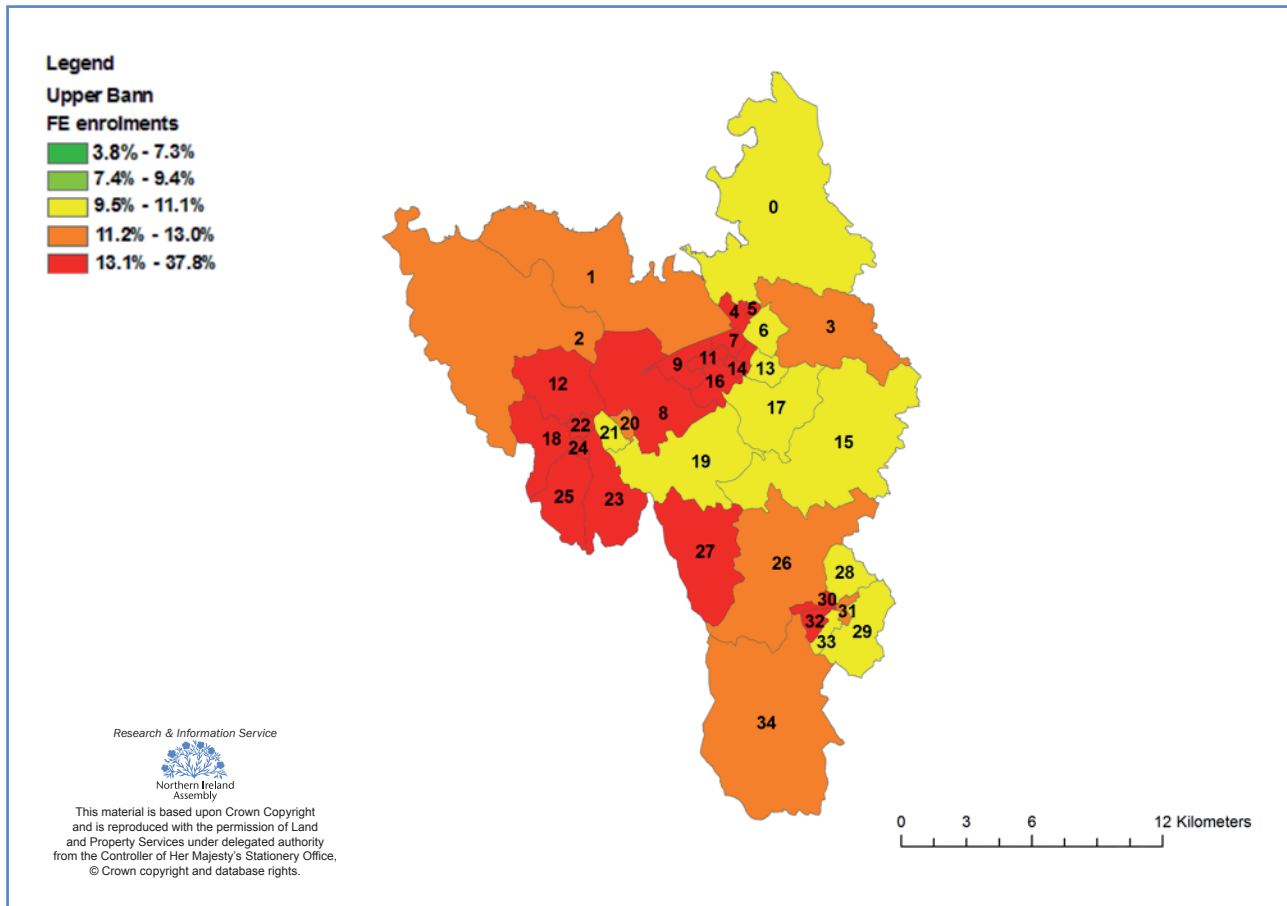 Legend
Upper Bann
FE enrolments
3.8% - 7.3%
7.4% - 9.4%
9.5% - 11.1%
11.2% - 13.0%
13.1% - 37.8%
0
1
2
3
4
5
6
7
9
11
14
13
16
12
8
17
22
21
20
18
24
19
15
25
23
27
26
28
30
31
32
33
29
34
Research & Information Service
Northern Ireland
Assembly
This material is based upon Crown Copyright
and is reproduced with the permission of Land
and Property Services under delegated authority
from the Controller of Her Majesty's Stationery Office,
© Crown copyright and database rights.
0 3 6 12 Kilometers